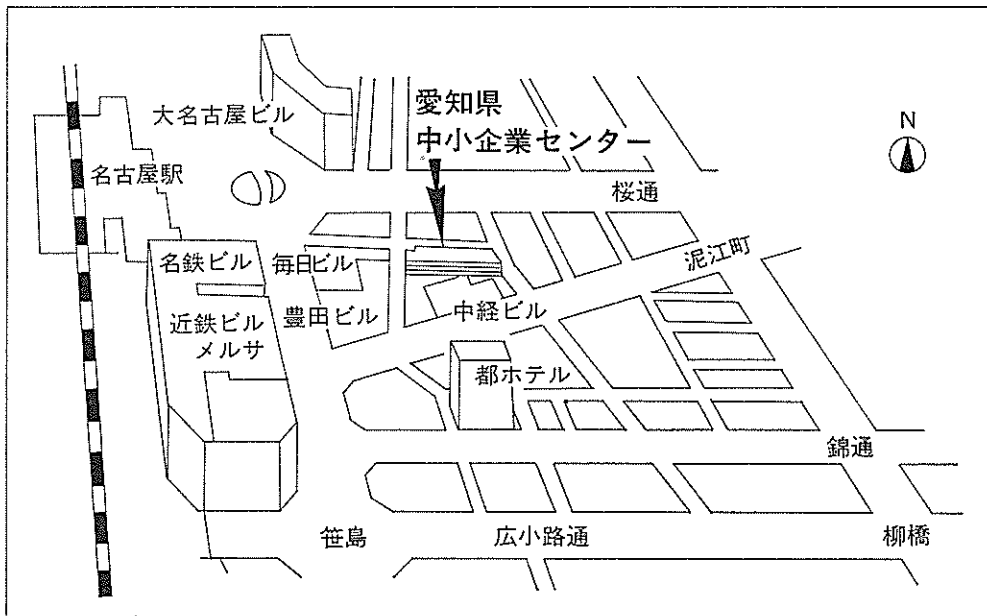 愛知県
中小企業センター
N
大名古屋ビル
名古屋駅
桜通
名鉄ビル
毎日ビル
泥江町
豊田ビル
中経ビル
近鉄ビル
メルサ
都ホテル
錦通
笹島
広小路通
柳橋